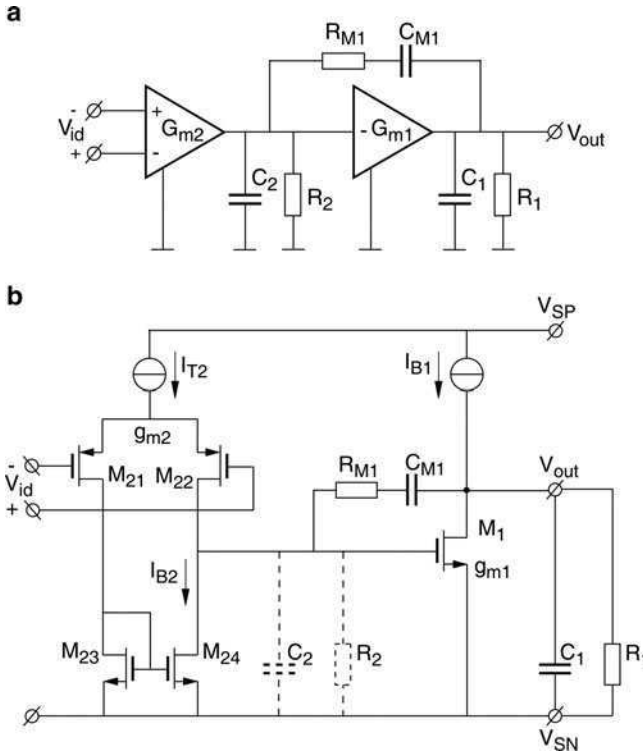 a
R_M1 C_M1
-
V_id
+
+
-
G_m2
- G_m1
V_out
C_2
R_2
C_1
R_1
b
V_SP
I_T2
I_B1
g_m2
-
V_id
+
M_21
M_22
R_M1
C_M1
V_out
M_1
g_m1
I_B2
M_23
M_24
C_2
R_2
C_1
V_SN